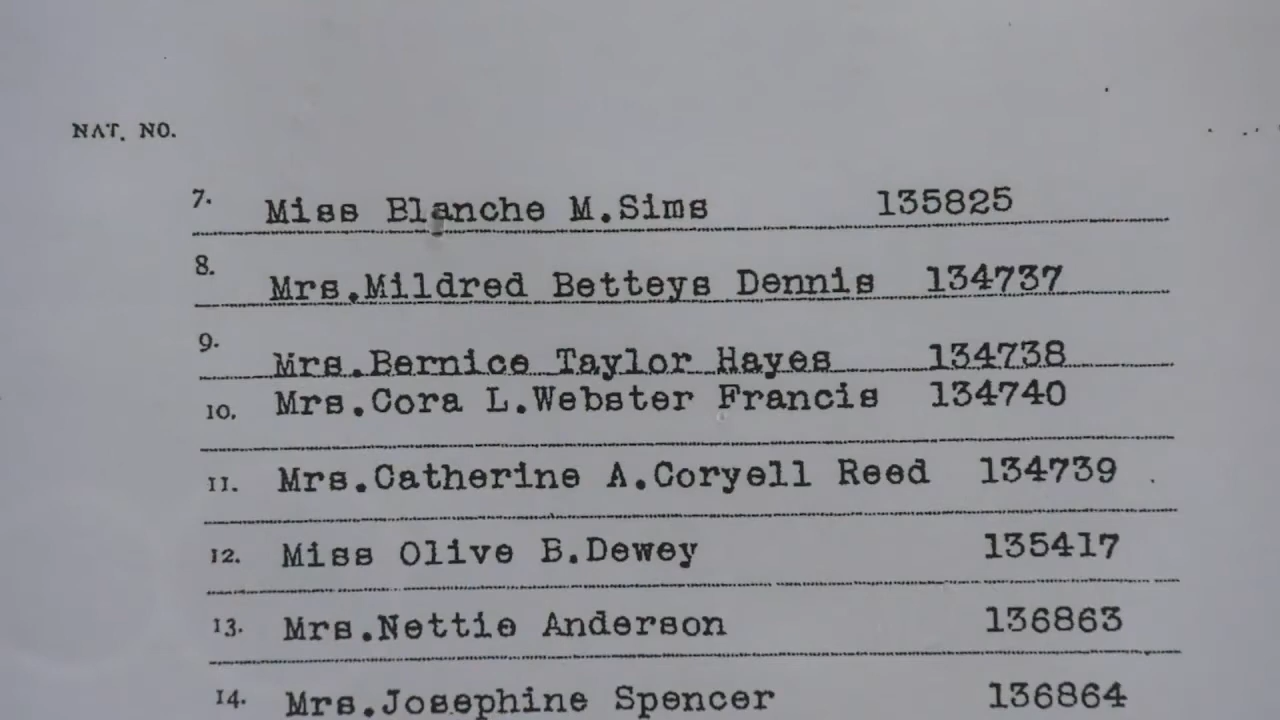 NAT. NO.
7. Miss Blanche M.Sims 135825
8. Mrs.Mildred Betteys Dennis 134737
9. Mrs.Bernice Taylor Hayes 134738
10. Mrs.Cora L.Webster Francis 134740
11. Mrs.Catherine A.Coryell Reed 134739
12. Miss Olive B.Dewey 135417
13. Mrs.Nettie Anderson 136863
14. Mrs.Josephine Spencer 136864